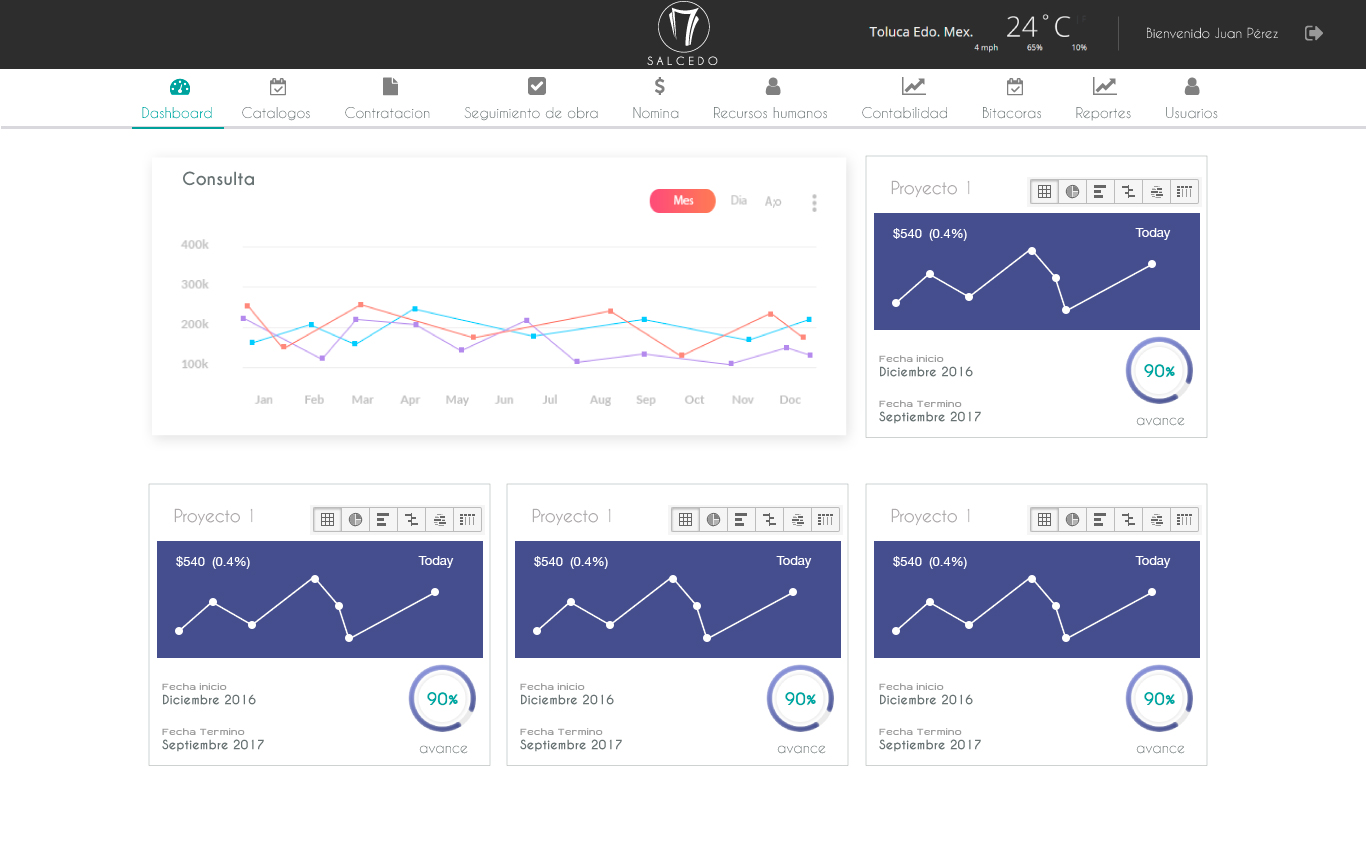 SALCEDO
Toluca Edo. Mex. 24°C
4 mph 65% 10%
Bienvenido Juan Pérez
Dashboard Catalogos Contratacion Seguimiento de obra Nomina Recursos humanos Contabilidad Bitacoras Reportes Usuarios
Consulta
Mes Dia
400k
300k
200k
100k
Jan Feb Mar Apr May Jun Jul Aug Sep Oct Nov Doc
Proyecto 1
$540 (0.4%) Today
Fecha inicio
Diciembre 2016
90%
Fecha Termino
Septiembre 2017
avance
Proyecto 1
$540 (0.4%) Today
Fecha inicio
Diciembre 2016
90%
Fecha Termino
Septiembre 2017
avance
Proyecto 1
$540 (0.4%) Today
Fecha inicio
Diciembre 2016
90%
Fecha Termino
Septiembre 2017
avance
Proyecto 1
$540 (0.4%) Today
Fecha inicio
Diciembre 2016
90%
Fecha Termino
Septiembre 2017
avance